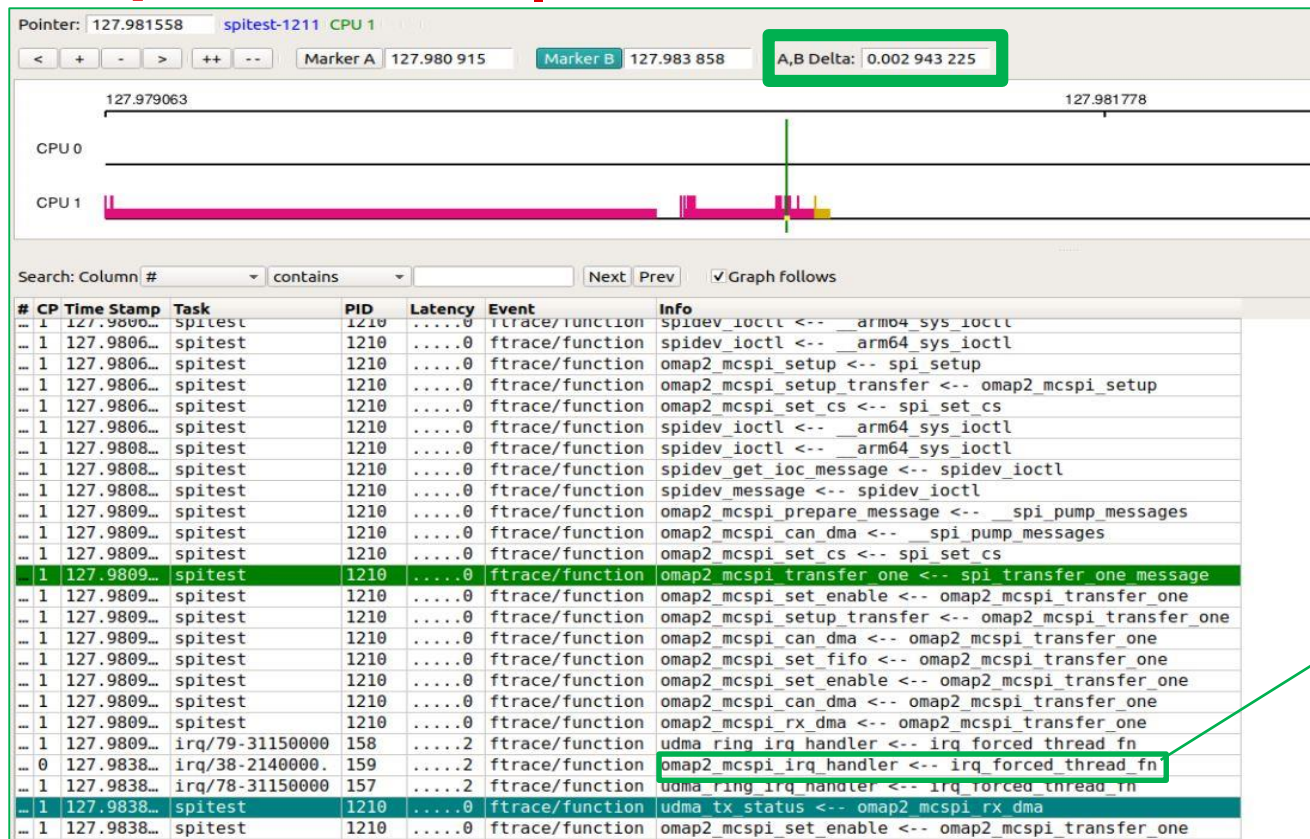 Pointer: 127.981558 spitest-1211 CPU 1
< + - > ++ -- Marker A 127.980 915 Marker B 127.983 858 A,B Delta: 0.002 943 225
127.979063 127.981778
CPU 0
CPU 1
Search: Column # contains Next Prev Graph follows
# CP Time Stamp Task PID Latency Event Info
... 1 127.9806... spitest 1210 .....0 ftrace/function spidev_ioctl <-- __arm64_sys_ioctl
... 1 127.9806... spitest 1210 .....0 ftrace/function spidev_ioctl <-- __arm64_sys_ioctl
... 1 127.9806... spitest 1210 .....0 ftrace/function omap2_mcspi_setup <-- spi_setup
... 1 127.9806... spitest 1210 .....0 ftrace/function omap2_mcspi_setup_transfer <-- omap2_mcspi_setup
... 1 127.9806... spitest 1210 .....0 ftrace/function omap2_mcspi_set_cs <-- spi_set_cs
... 1 127.9806... spitest 1210 .....0 ftrace/function spidev_ioctl <-- __arm64_sys_ioctl
... 1 127.9808... spitest 1210 .....0 ftrace/function spidev_ioctl <-- __arm64_sys_ioctl
... 1 127.9808... spitest 1210 .....0 ftrace/function spidev_get_ioc_message <-- spidev_ioctl
... 1 127.9808... spitest 1210 .....0 ftrace/function spidev_message <-- spidev_ioctl
... 1 127.9809... spitest 1210 .....0 ftrace/function omap2_mcspi_prepare_message <-- __spi_pump_messages
... 1 127.9809... spitest 1210 .....0 ftrace/function omap2_mcspi_can_dma <-- __spi_pump_messages
... 1 127.9809... spitest 1210 .....0 ftrace/function omap2_mcspi_set_cs <-- spi_set_cs
... 1 127.9809... spitest 1210 .....0 ftrace/function omap2_mcspi_transfer_one <-- spi_transfer_one_message
... 1 127.9809... spitest 1210 .....0 ftrace/function omap2_mcspi_set_enable <-- omap2_mcspi_transfer_one
... 1 127.9809... spitest 1210 .....0 ftrace/function omap2_mcspi_setup_transfer <-- omap2_mcspi_transfer_one
... 1 127.9809... spitest 1210 .....0 ftrace/function omap2_mcspi_can_dma <-- omap2_mcspi_transfer_one
... 1 127.9809... spitest 1210 .....0 ftrace/function omap2_mcspi_set_fifo <-- omap2_mcspi_transfer_one
... 1 127.9809... spitest 1210 .....0 ftrace/function omap2_mcspi_set_enable <-- omap2_mcspi_transfer_one
... 1 127.9809... spitest 1210 .....0 ftrace/function omap2_mcspi_can_dma <-- omap2_mcspi_transfer_one
... 1 127.9809... spitest 1210 .....0 ftrace/function omap2_mcspi_rx_dma <-- omap2_mcspi_transfer_one
... 1 127.9809... irq/79-31150000 158 .....2 ftrace/function udma_ring_irq_handler <-- irq_forced_thread_fn
... 0 127.9838... irq/38-2140000. 159 .....2 ftrace/function omap2_mcspi_irq_handler <-- irq_forced_thread_fn
... 1 127.9838... irq/78-31150000 157 .....2 ftrace/function udma_ring_irq_handler <-- irq_forced_thread_fn
... 1 127.9838... spitest 1210 .....0 ftrace/function udma_tx_status <-- omap2_mcspi_rx_dma
... 1 127.9838... spitest 1210 .....0 ftrace/function omap2_mcspi_set_enable <-- omap2_mcspi_transfer_one